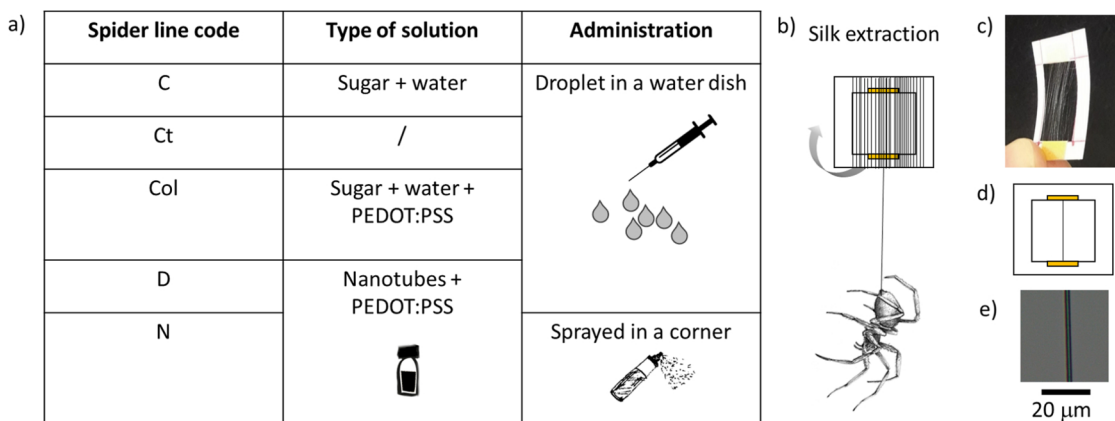 a)
Spider line code
Type of solution
Administration
C
Sugar + water
Droplet in a water dish
Ct
/
Col
Sugar + water +
PEDOT:PSS
D
Nanotubes +
PEDOT:PSS
N
Sprayed in a corner
b)
Silk extraction
c)
d)
e)
20 μm